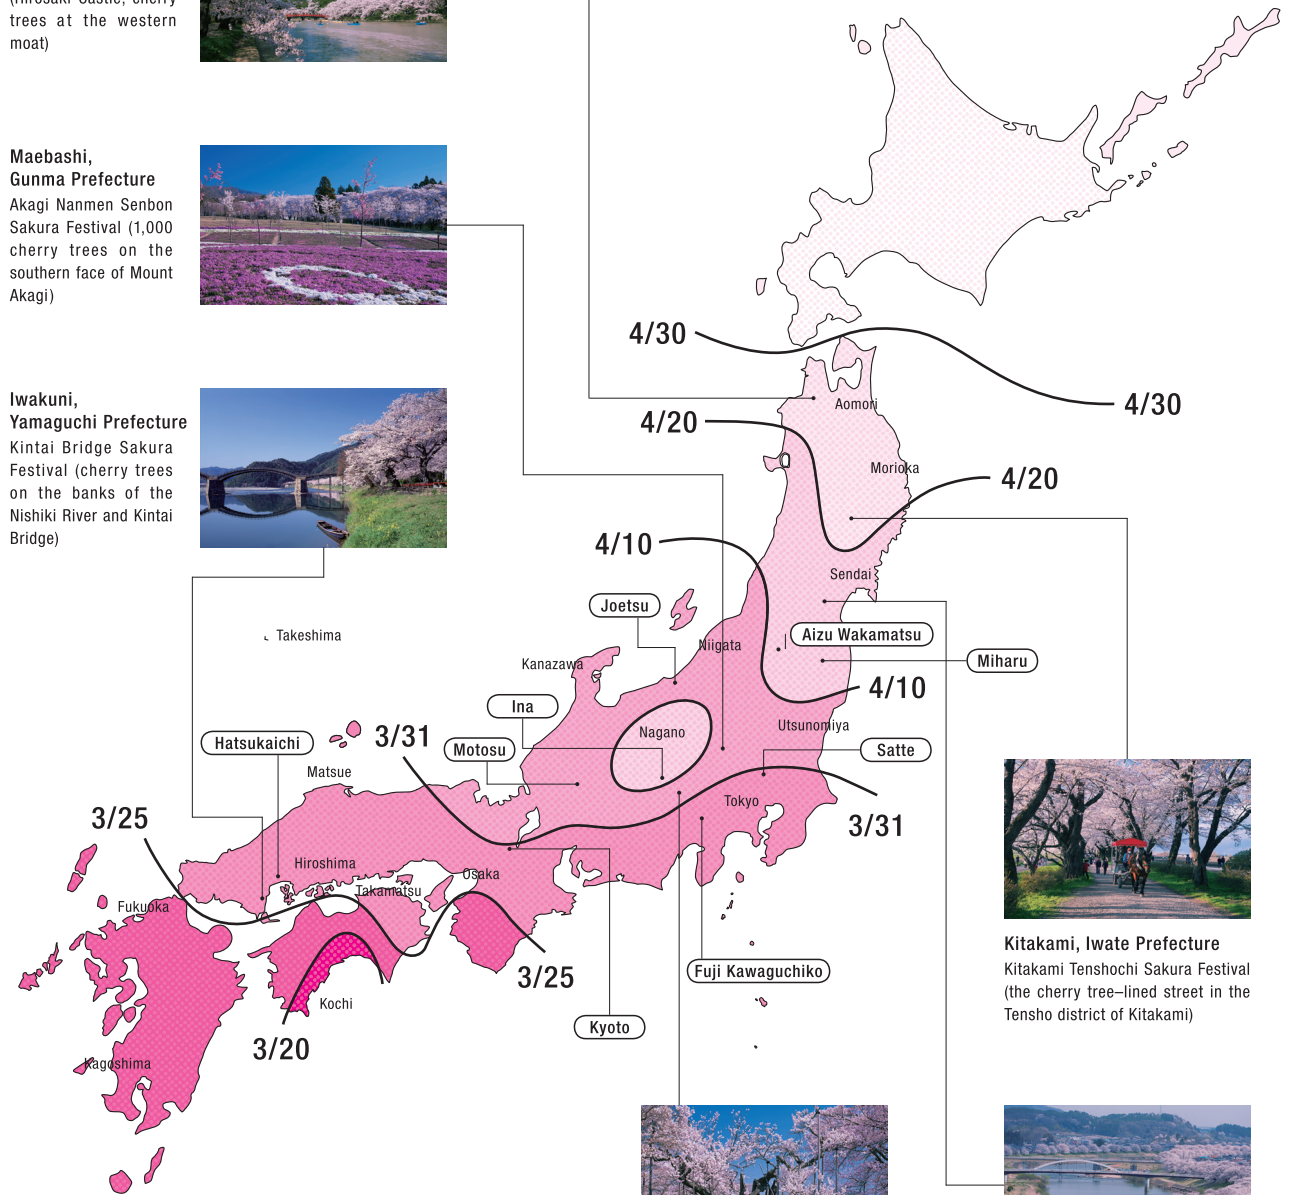 (Hirosaki Castle, cherry
trees at the western
moat)
Maebashi,
Gunma Prefecture
Akagi Nanmen Senbon
Sakura Festival (1,000
cherry trees on the
southern face of Mount
Akagi)
Iwakuni,
Yamaguchi Prefecture
Kintai Bridge Sakura
Festival (cherry trees
on the banks of the
Nishiki River and Kintai
Bridge)
4/30
4/30
Aomori
4/20
Morioka
4/20
4/10
Sendai
Joetsu
Takeshima
Aizu Wakamatsu
Niigata
Kanazawa
Miharu
4/10
Ina
Utsunomiya
Nagano
3/31
Hatsukaichi
Motosu
Satte
Matsue
Tokyo
3/25
3/31
Hiroshima
Osaka
Takamatsu
Fukuoka
3/25
Fuji Kawaguchiko
Kochi
Kyoto
3/20
Kagoshima
Kitakami, Iwate Prefecture
Kitakami Tenshochi Sakura Festival
(the cherry tree–lined street in the
Tensho district of Kitakami)